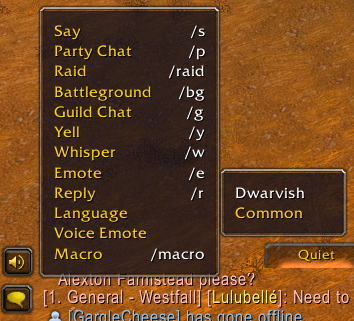 Say /s
Party Chat /p
Raid /raid
Battleground /bg
Guild Chat /g
Yell /y
Whisper /w
Emote /e
Reply /r
Language
Voice Emote
Macro /macro
Dwarvish
Common
Quiet
Alexton Farmstead please?
[1. General - Westfall] [Lulubellé]: Need to
[GamleCheese] has gone offline